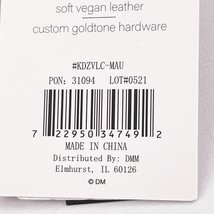 soft vegan leather
custom goldtone hardware
#KDZVLC-MAU
PON: 31094 LOT#0521
7 22950 34749 2
MADE IN CHINA
Distributed By: DMM
Elmhurst, IL 60126
© DM